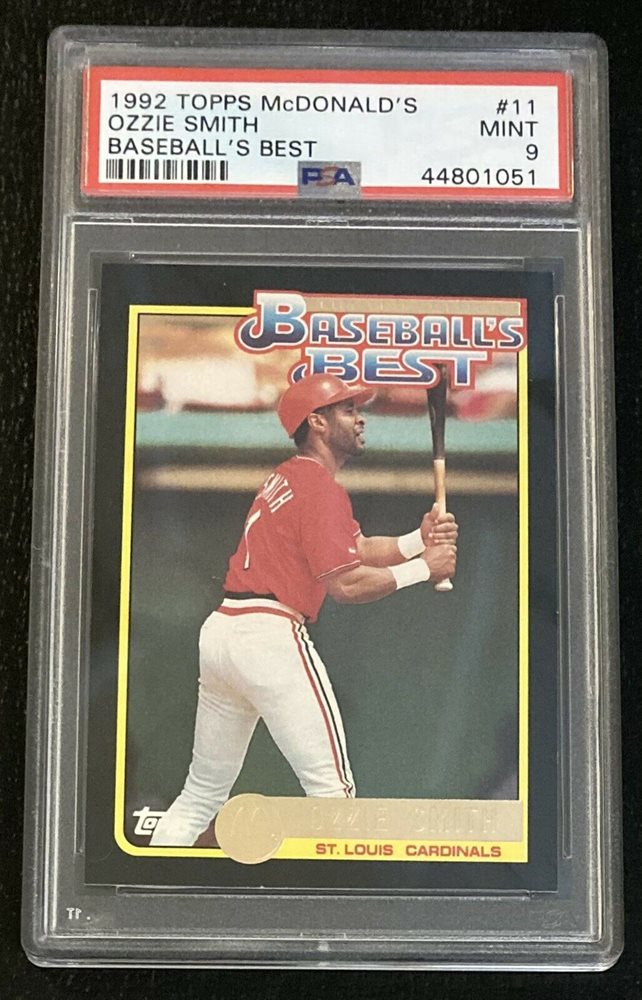 1992 TOPPS McDONALD'S #11
OZZIE SMITH MINT
BASEBALL'S BEST 9
PSA 44801051
BASEBALL'S
BEST
SMITH
1
topps
OZZIE SMITH
ST. LOUIS CARDINALS